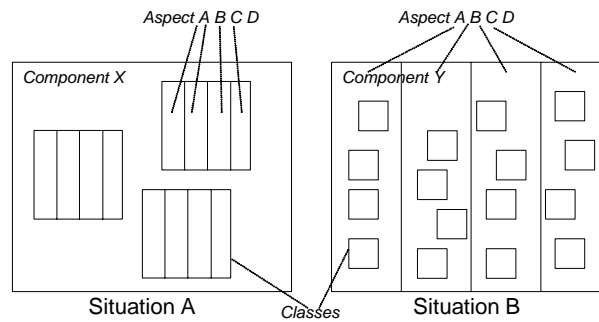 Aspect A B C D
Aspect A B C D
Component X
Component Y
Situation A
Classes
Situation B